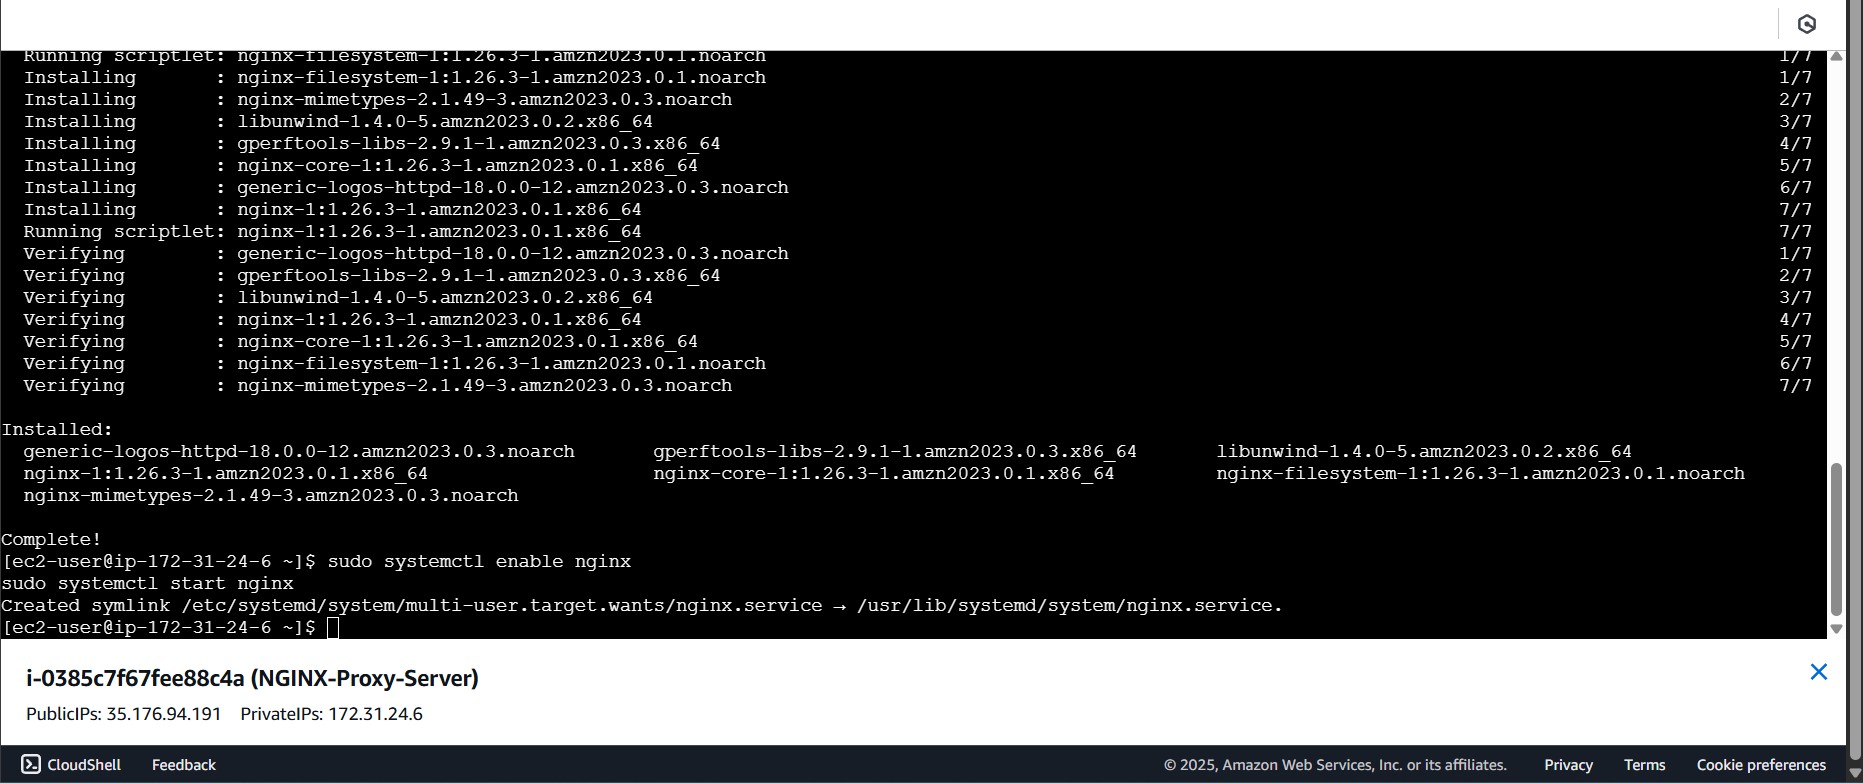 Running scriptlet: nginx-filesystem-1:1.26.3-1.amzn2023.0.1.noarch 1/7
Installing : nginx-filesystem-1:1.26.3-1.amzn2023.0.1.noarch 1/7
Installing : nginx-mimetypes-2.1.49-3.amzn2023.0.3.noarch 2/7
Installing : libunwind-1.4.0-5.amzn2023.0.2.x86_64 3/7
Installing : gperftools-libs-2.9.1-1.amzn2023.0.3.x86_64 4/7
Installing : nginx-core-1:1.26.3-1.amzn2023.0.1.x86_64 5/7
Installing : generic-logos-httpd-18.0.0-12.amzn2023.0.3.noarch 6/7
Installing : nginx-1:1.26.3-1.amzn2023.0.1.x86_64 7/7
Running scriptlet: nginx-1:1.26.3-1.amzn2023.0.1.x86_64 7/7
Verifying : generic-logos-httpd-18.0.0-12.amzn2023.0.3.noarch 1/7
Verifying : gperftools-libs-2.9.1-1.amzn2023.0.3.x86_64 2/7
Verifying : libunwind-1.4.0-5.amzn2023.0.2.x86_64 3/7
Verifying : nginx-1:1.26.3-1.amzn2023.0.1.x86_64 4/7
Verifying : nginx-core-1:1.26.3-1.amzn2023.0.1.x86_64 5/7
Verifying : nginx-filesystem-1:1.26.3-1.amzn2023.0.1.noarch 6/7
Verifying : nginx-mimetypes-2.1.49-3.amzn2023.0.3.noarch 7/7
Installed:
generic-logos-httpd-18.0.0-12.amzn2023.0.3.noarch gperftools-libs-2.9.1-1.amzn2023.0.3.x86_64 libunwind-1.4.0-5.amzn2023.0.2.x86_64
nginx-1:1.26.3-1.amzn2023.0.1.x86_64 nginx-core-1:1.26.3-1.amzn2023.0.1.x86_64 nginx-filesystem-1:1.26.3-1.amzn2023.0.1.noarch
nginx-mimetypes-2.1.49-3.amzn2023.0.3.noarch
Complete!
[ec2-user@ip-172-31-24-6 ~]$ sudo systemctl enable nginx
sudo systemctl start nginx
Created symlink /etc/systemd/system/multi-user.target.wants/nginx.service → /usr/lib/systemd/system/nginx.service.
[ec2-user@ip-172-31-24-6 ~]$
i-0385c7f67fee88c4a (NGINX-Proxy-Server)
PublicIPs: 35.176.94.191 PrivateIPs: 172.31.24.6
CloudShell Feedback © 2025, Amazon Web Services, Inc. or its affiliates. Privacy Terms Cookie preferences